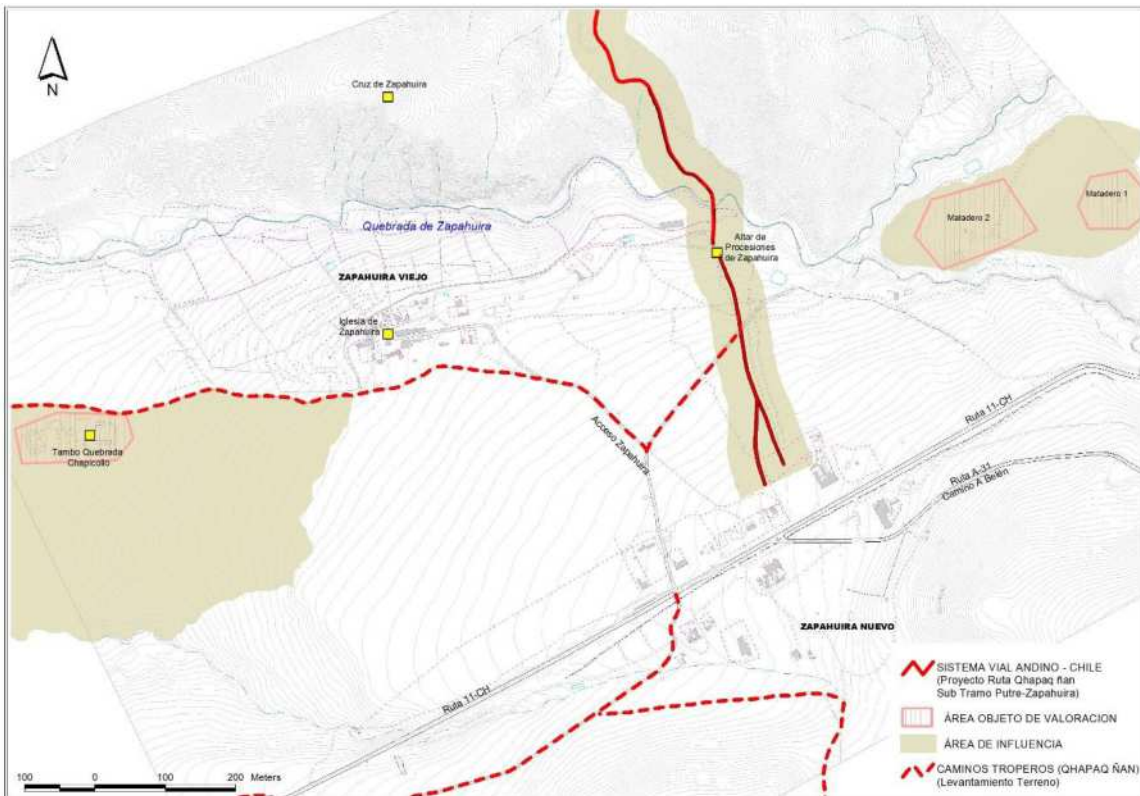 N
Cruz de Zapahuira
Matadero 1
Matadero 2
Quebrada de Zapahuira
Altar de
Procesiones
de Zapahuira
ZAPAHUIRA VIEJO
Iglesia de
Zapahuira
Ruta 11-CH
Acceso Zapahuira
Tambo Quebrada
Chapicollo
Ruta A-31
Camino A Belén
ZAPAHUIRA NUEVO
Ruta 11-CH
SISTEMA VIAL ANDINO - CHILE
(Proyecto Ruta Qhapaq ñan
Sub Tramo Putre-Zapahuira)
ÁREA OBJETO DE VALORACION
ÁREA DE INFLUENCIA
CAMINOS TROPEROS (QHAPAQ ÑAN)
(Levantamiento Terreno)
100 0 100 200 Meters